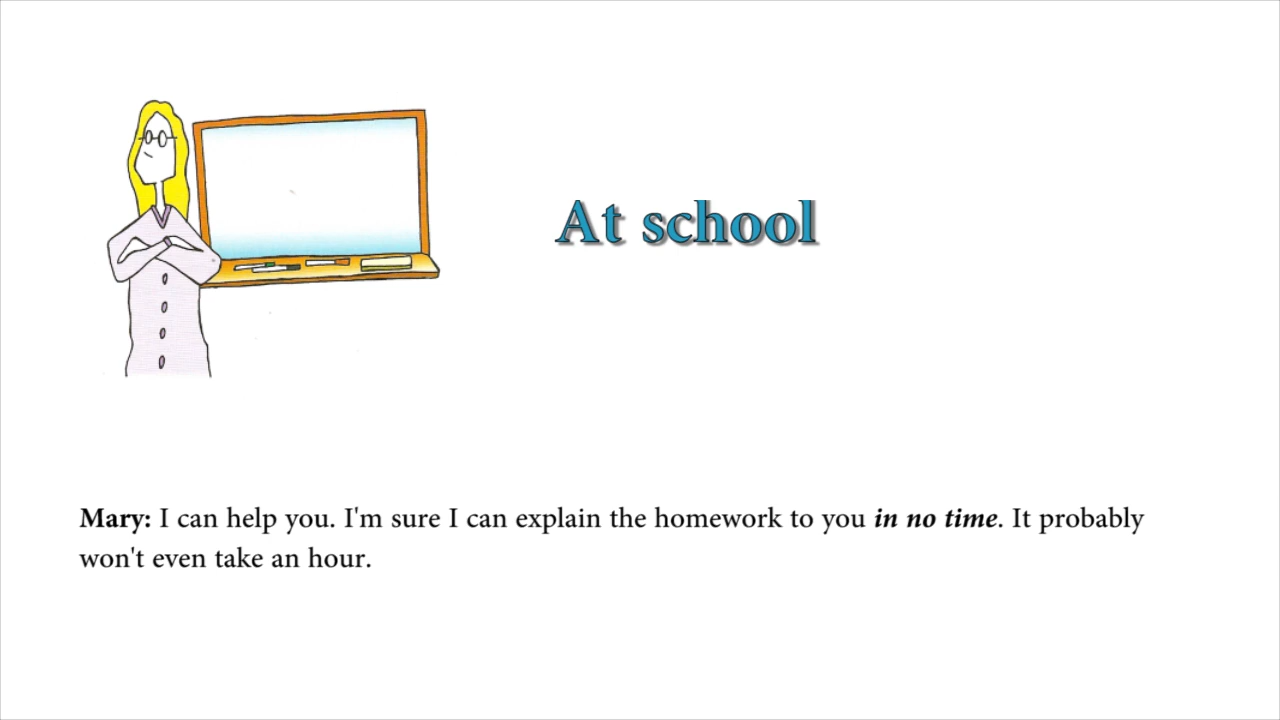 At school
Mary: I can help you. I'm sure I can explain the homework to you in no time. It probably
won't even take an hour.